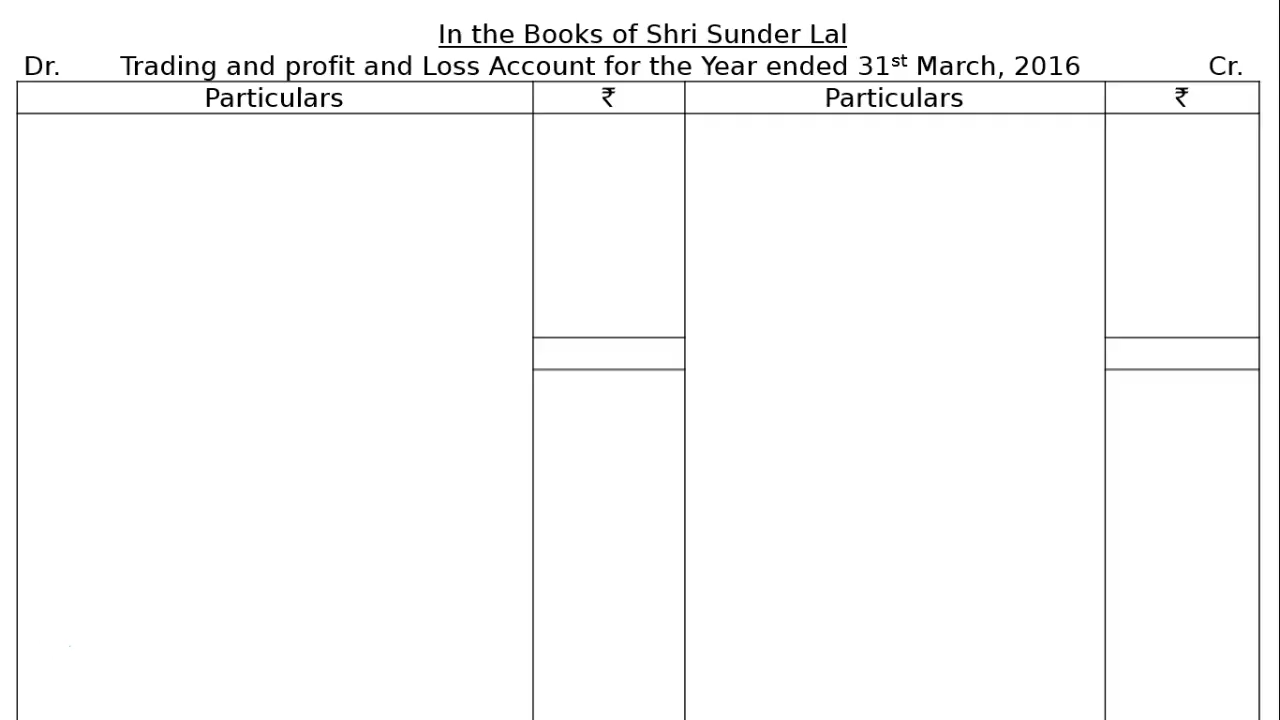 In the Books of Shri Sunder Lal
Dr. Trading and profit and Loss Account for the Year ended 31st March, 2016 Cr.
Particulars ₹ Particulars ₹